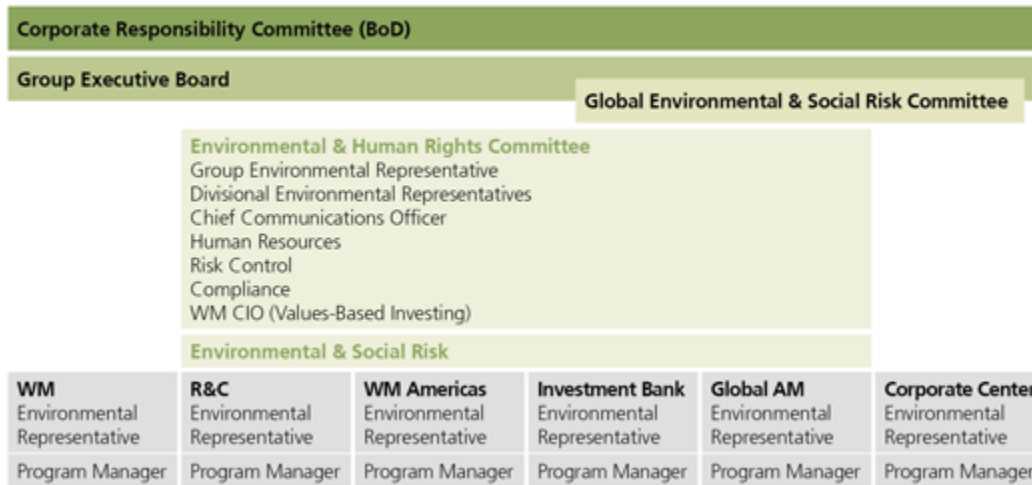 Corporate Responsibility Committee (BoD)
Group Executive Board
Global Environmental & Social Risk Committee
Environmental & Human Rights Committee
Group Environmental Representative
Divisional Environmental Representatives
Chief Communications Officer
Human Resources
Risk Control
Compliance
WM CIO (Values-Based Investing)
Environmental & Social Risk
WM
Environmental
Representative
Program Manager
R&C
Environmental
Representative
Program Manager
WM Americas
Environmental
Representative
Program Manager
Investment Bank
Environmental
Representative
Program Manager
Global AM
Environmental
Representative
Program Manager
Corporate Center
Environmental
Representative
Program Manager